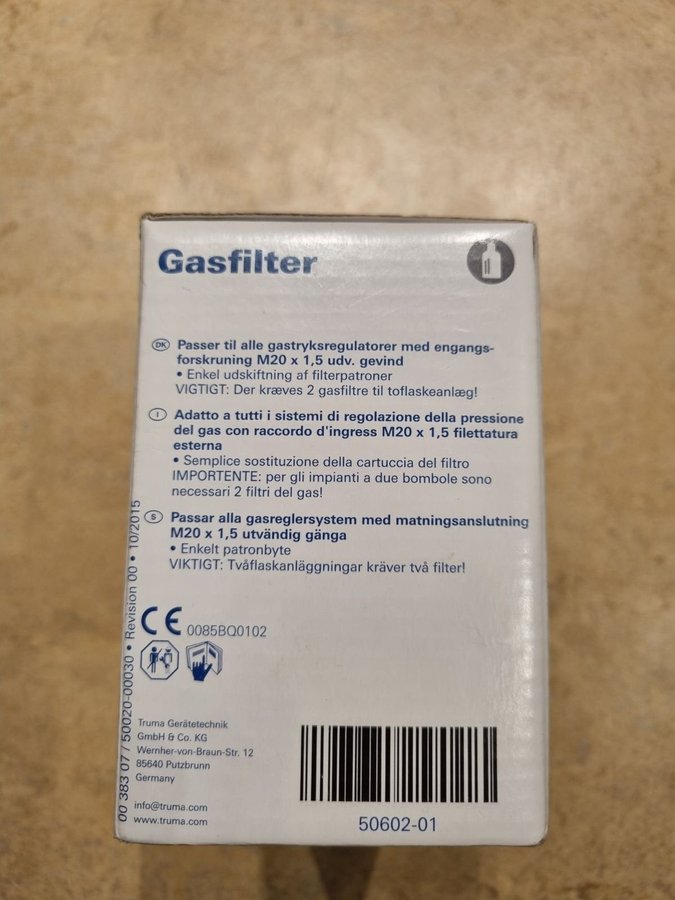 Gasfilter
DK Passer til alle gastryksregulatorer med engangs-
forskruning M20 x 1,5 udv. gevind
• Enkel udskiftning af filterpatroner
VIGTIGT: Der kræves 2 gasfiltre til toflaskeanlæg!
I Adatto a tutti i sistemi di regolazione della pressione
del gas con raccordo d'ingress M20 x 1,5 filettatura
esterna
• Semplice sostituzione della cartuccia del filtro
IMPORTENTE: per gli impianti a due bombole sono
necessari 2 filtri del gas!
S Passar alla gasreglersystem med matningsanslutning
M20 x 1,5 utvändig gänga
• Enkelt patronbyte
VIKTIGT: Tvåflaskanläggningar kräver två filter!
00 383 07 / 50020-00030 • Revision 00 • 10/2015
CE 0085BQ0102
Truma Gerätetechnik
GmbH & Co. KG
Wernher-von-Braun-Str. 12
85640 Putzbrunn
Germany
info@truma.com
www.truma.com
50602-01